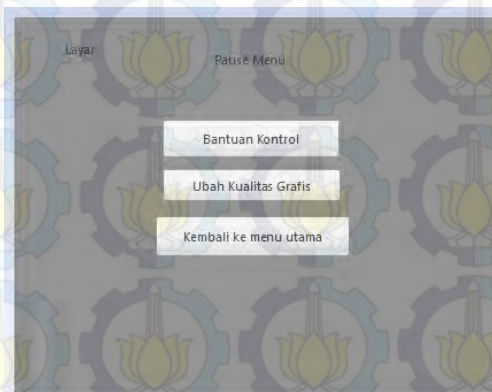 Layar
Pause Menu
Bantuan Kontrol
Ubah Kualitas Grafis
Kembali ke menu utama